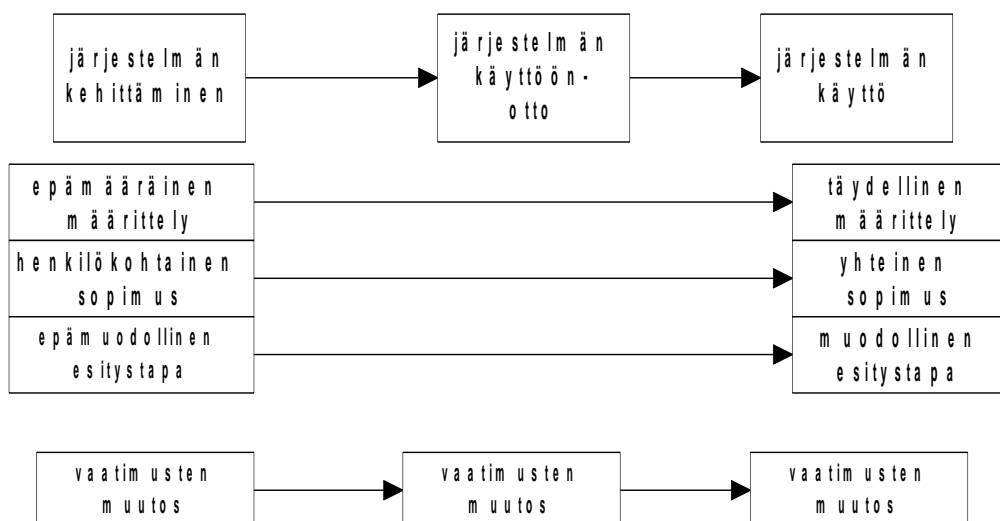 järjestelmän
kehittäminen
järjestelmän
käyttöön-
otto
järjestelmän
käyttö
epämääräinen
määrittely
täydellinen
määrittely
henkilökohtainen
sopimus
yhteinen
sopimus
epämuodollinen
esitystapa
muodollinen
esitystapa
vaatimusten
muutos
vaatimusten
muutos
vaatimusten
muutos